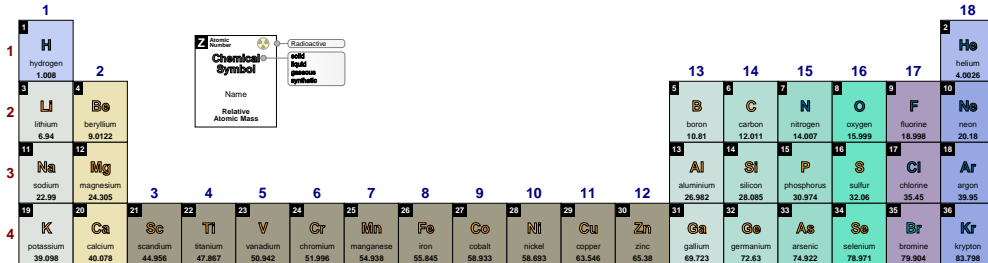 1
18
1
H
hydrogen
1.008
2
He
helium
4.0026
Z Atomic Number
Radioactive
Chemical Symbol
solid
liquid
gaseous
synthetic
Name
Relative Atomic Mass
1
2
13 14 15 16 17
3 4 5 6 7 8 9 10
Li Be B C N O F Ne
lithium beryllium boron carbon nitrogen oxygen fluorine neon
6.94 9.0122 10.81 12.011 14.007 15.999 18.998 20.18
2
11 12 13 14 15 16 17 18
Na Mg Al Si P S Cl Ar
sodium magnesium aluminium silicon phosphorus sulfur chlorine argon
22.99 24.305 26.982 28.085 30.974 32.06 35.45 39.95
3
3 4 5 6 7 8 9 10 11 12
19 20 21 22 23 24 25 26 27 28 29 30 31 32 33 34 35 36
K Ca Sc Ti V Cr Mn Fe Co Ni Cu Zn Ga Ge As Se Br Kr
potassium calcium scandium titanium vanadium chromium manganese iron cobalt nickel copper zinc gallium germanium arsenic selenium bromine krypton
39.098 40.078 44.956 47.867 50.942 51.996 54.938 55.845 58.933 58.693 63.546 65.38 69.723 72.63 74.922 78.971 79.904 83.798
4